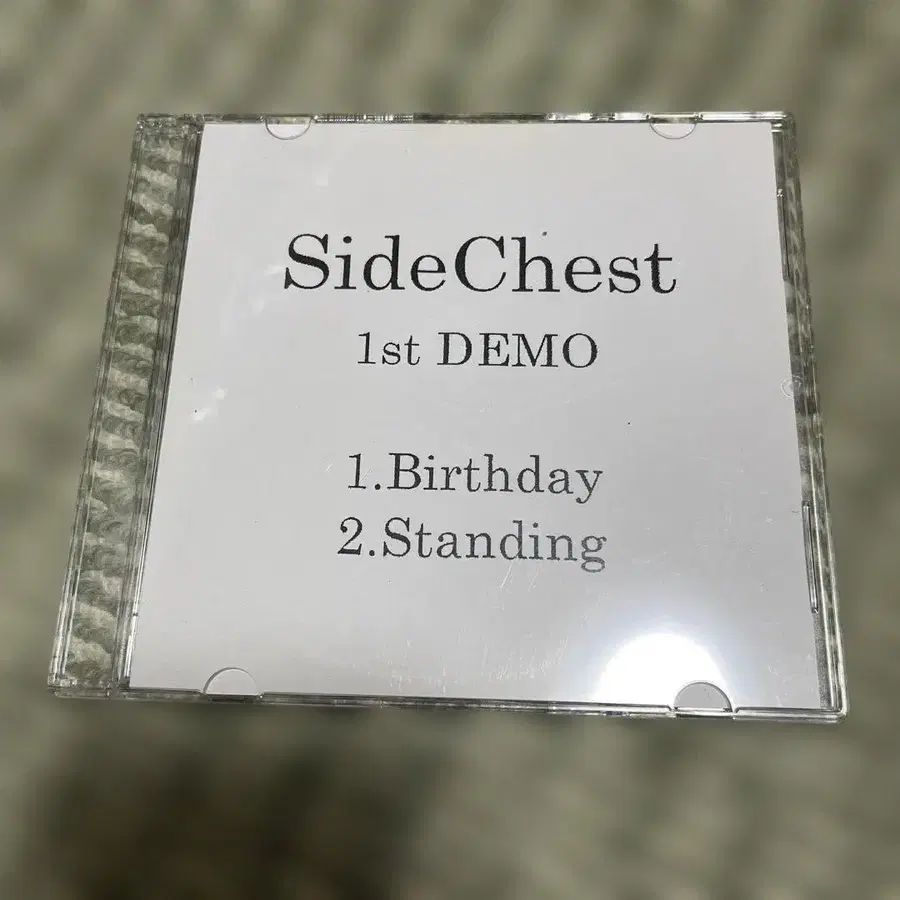 SideChest
1st DEMO
1.Birthday
2.Standing